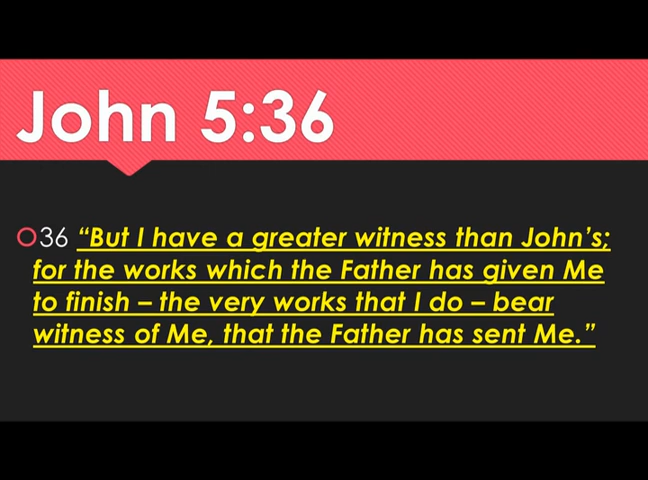 John 5:36
36 “But I have a greater witness than John’s;
for the works which the Father has given Me
to finish – the very works that I do – bear
witness of Me, that the Father has sent Me.”